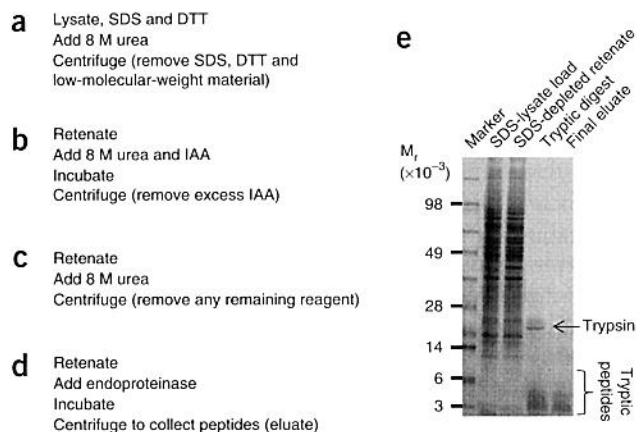 a
Lysate, SDS and DTT
Add 8 M urea
Centrifuge (remove SDS, DTT and
low-molecular-weight material)
b
Retenate
Add 8 M urea and IAA
Incubate
Centrifuge (remove excess IAA)
c
Retenate
Add 8 M urea
Centrifuge (remove any remaining reagent)
d
Retenate
Add endoproteinase
Incubate
Centrifuge to collect peptides (eluate)
e
Marker
SDS-lysate load
SDS-depleted retenate
Tryptic digest
Final eluate
Mr
(×10−3)
98
49
28
14
6
3
Trypsin
Tryptic
peptides